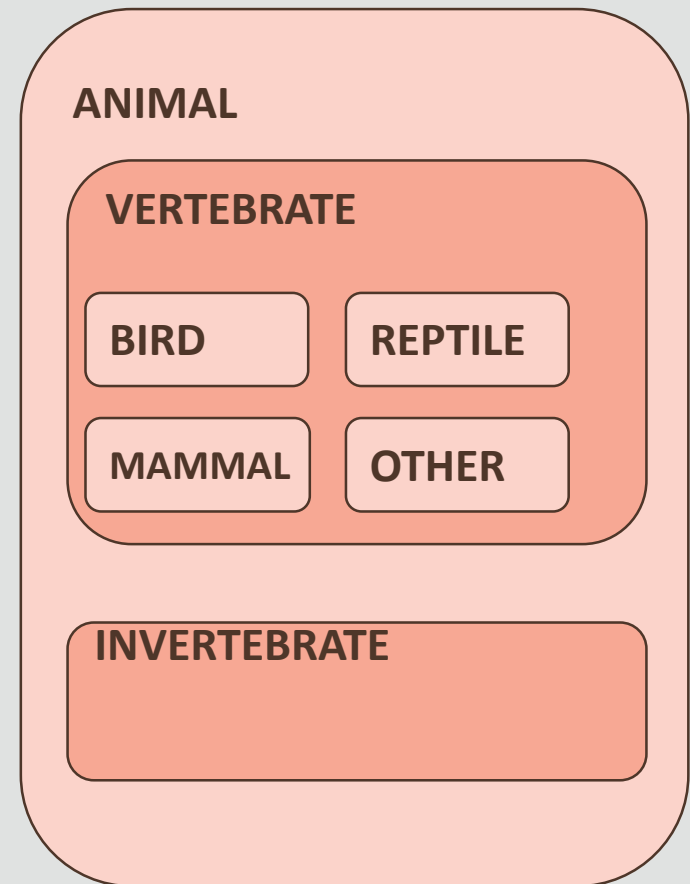 ANIMAL
VERTEBRATE
BIRD
REPTILE
MAMMAL
OTHER
INVERTEBRATE